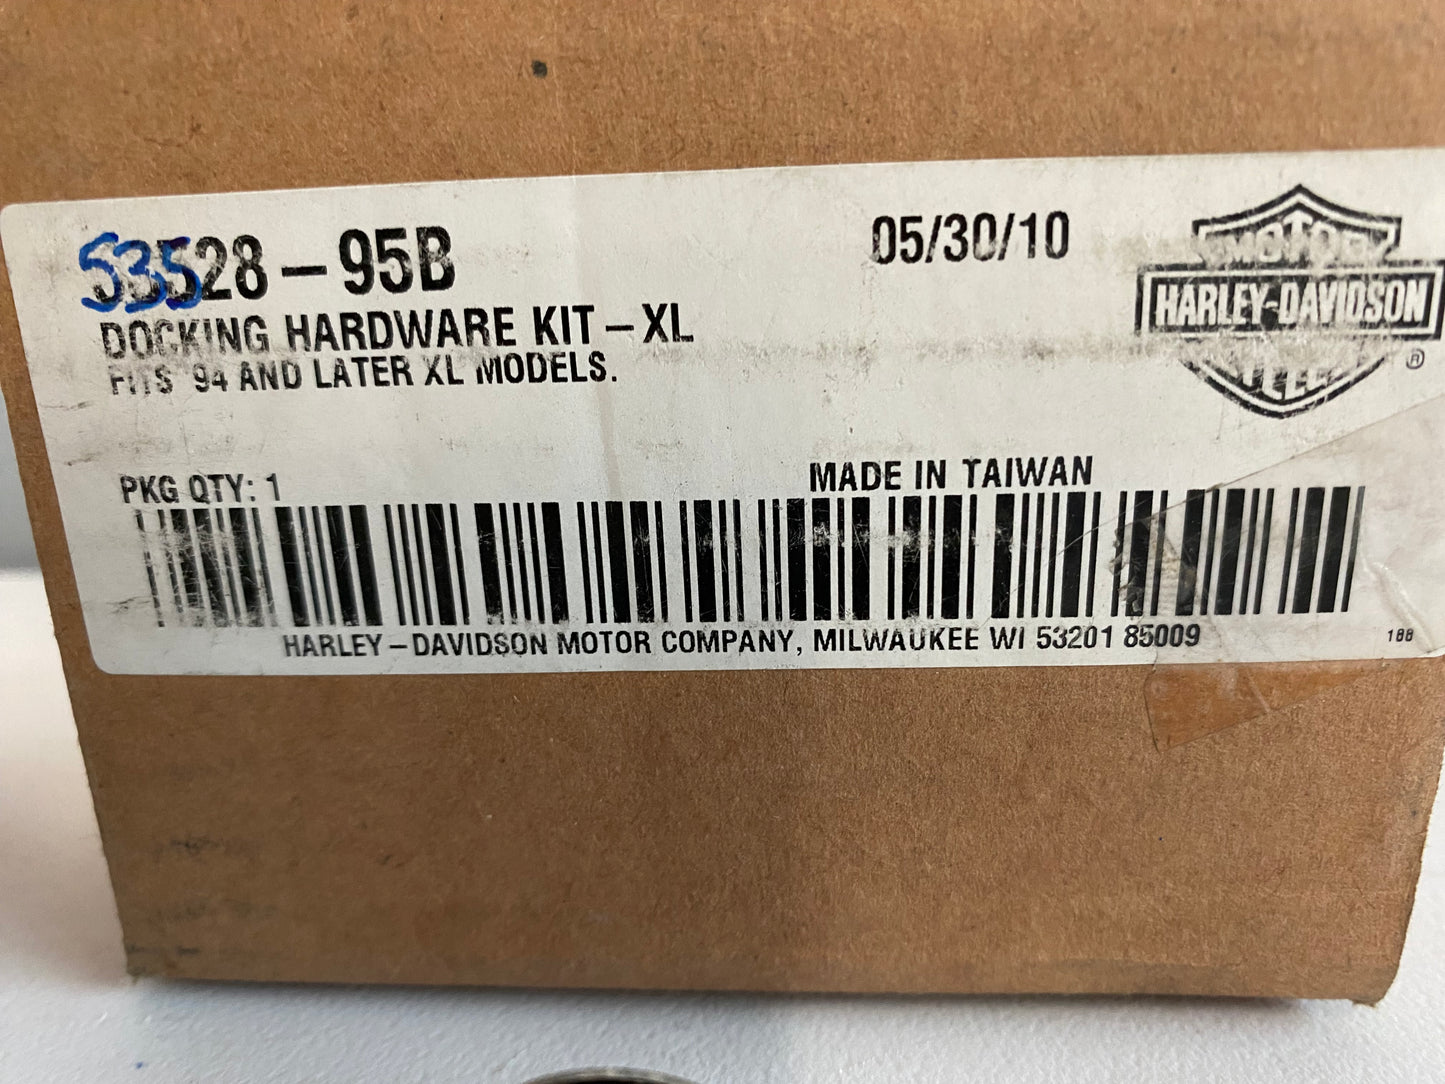 53528-95B
05/30/10
DOCKING HARDWARE KIT-XL
FITS '94 AND LATER XL MODELS.
MOTOR
HARLEY-DAVIDSON
®
PKG QTY: 1
MADE IN TAIWAN
HARLEY-DAVIDSON MOTOR COMPANY, MILWAUKEE WI 53201 85009
188